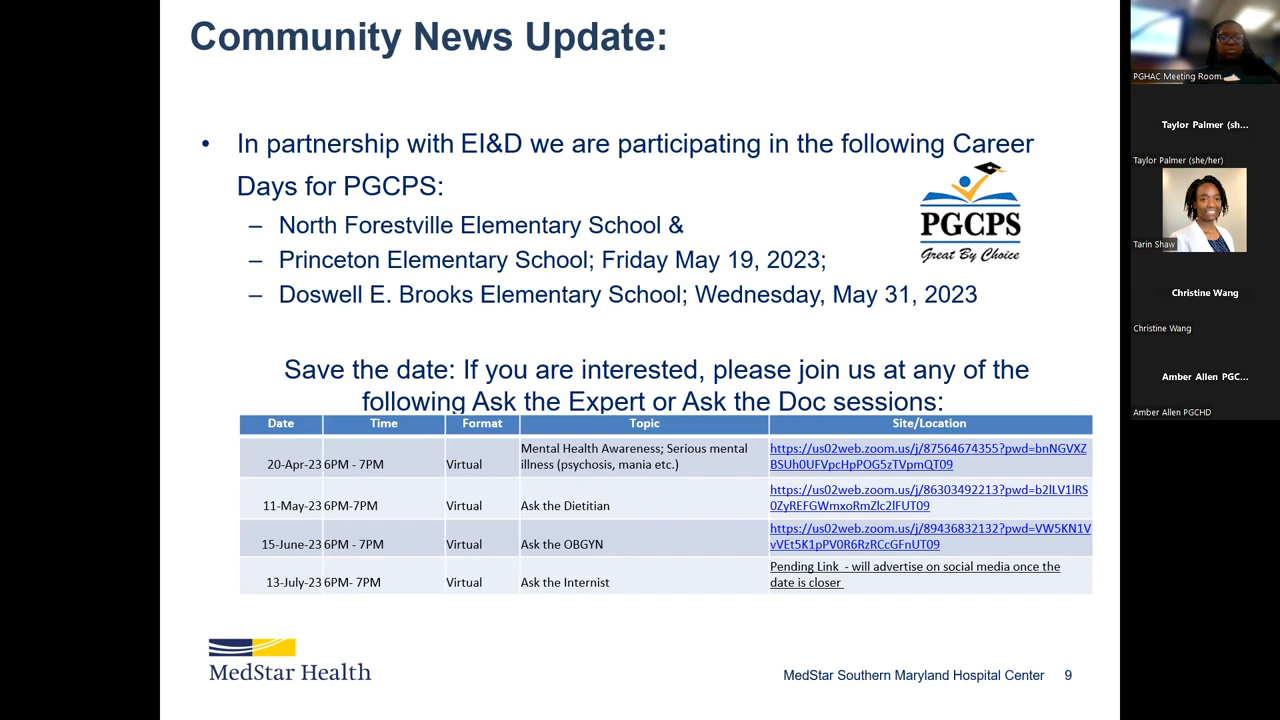 Community News Update:
• In partnership with EI&D we are participating in the following Career
Days for PGCPS:
– North Forestville Elementary School &
– Princeton Elementary School; Friday May 19, 2023;
– Doswell E. Brooks Elementary School; Wednesday, May 31, 2023
PGCPS
Great By Choice
Save the date: If you are interested, please join us at any of the
following Ask the Expert or Ask the Doc sessions:
Date Time Format Topic Site/Location
Mental Health Awareness; Serious mental https://us02web.zoom.us/j/87564674355?pwd=bnNGVXZ
20-Apr-23 6PM - 7PM Virtual illness (psychosis, mania etc.) BSUh0UFVpcHpPOG5zTVpmQT09
https://us02web.zoom.us/j/86303492213?pwd=b2lLV1lRS
11-May-23 6PM-7PM Virtual Ask the Dietitian 0ZyREFGWmxoRmZlc2lFUT09
https://us02web.zoom.us/j/89436832132?pwd=VW5KN1V
15-June-23 6PM - 7PM Virtual Ask the OBGYN vVEt5K1pPV0R6RzRCcGFnUT09
Pending Link - will advertise on social media once the
13-July-23 6PM- 7PM Virtual Ask the Internist date is closer
MedStar Health
MedStar Southern Maryland Hospital Center 9
PGHAC Meeting Room
Taylor Palmer (sh...
Taylor Palmer (she/her)
Tarin Shaw
Christine Wang
Christine Wang
Amber Allen PGC...
Amber Allen PGCHD